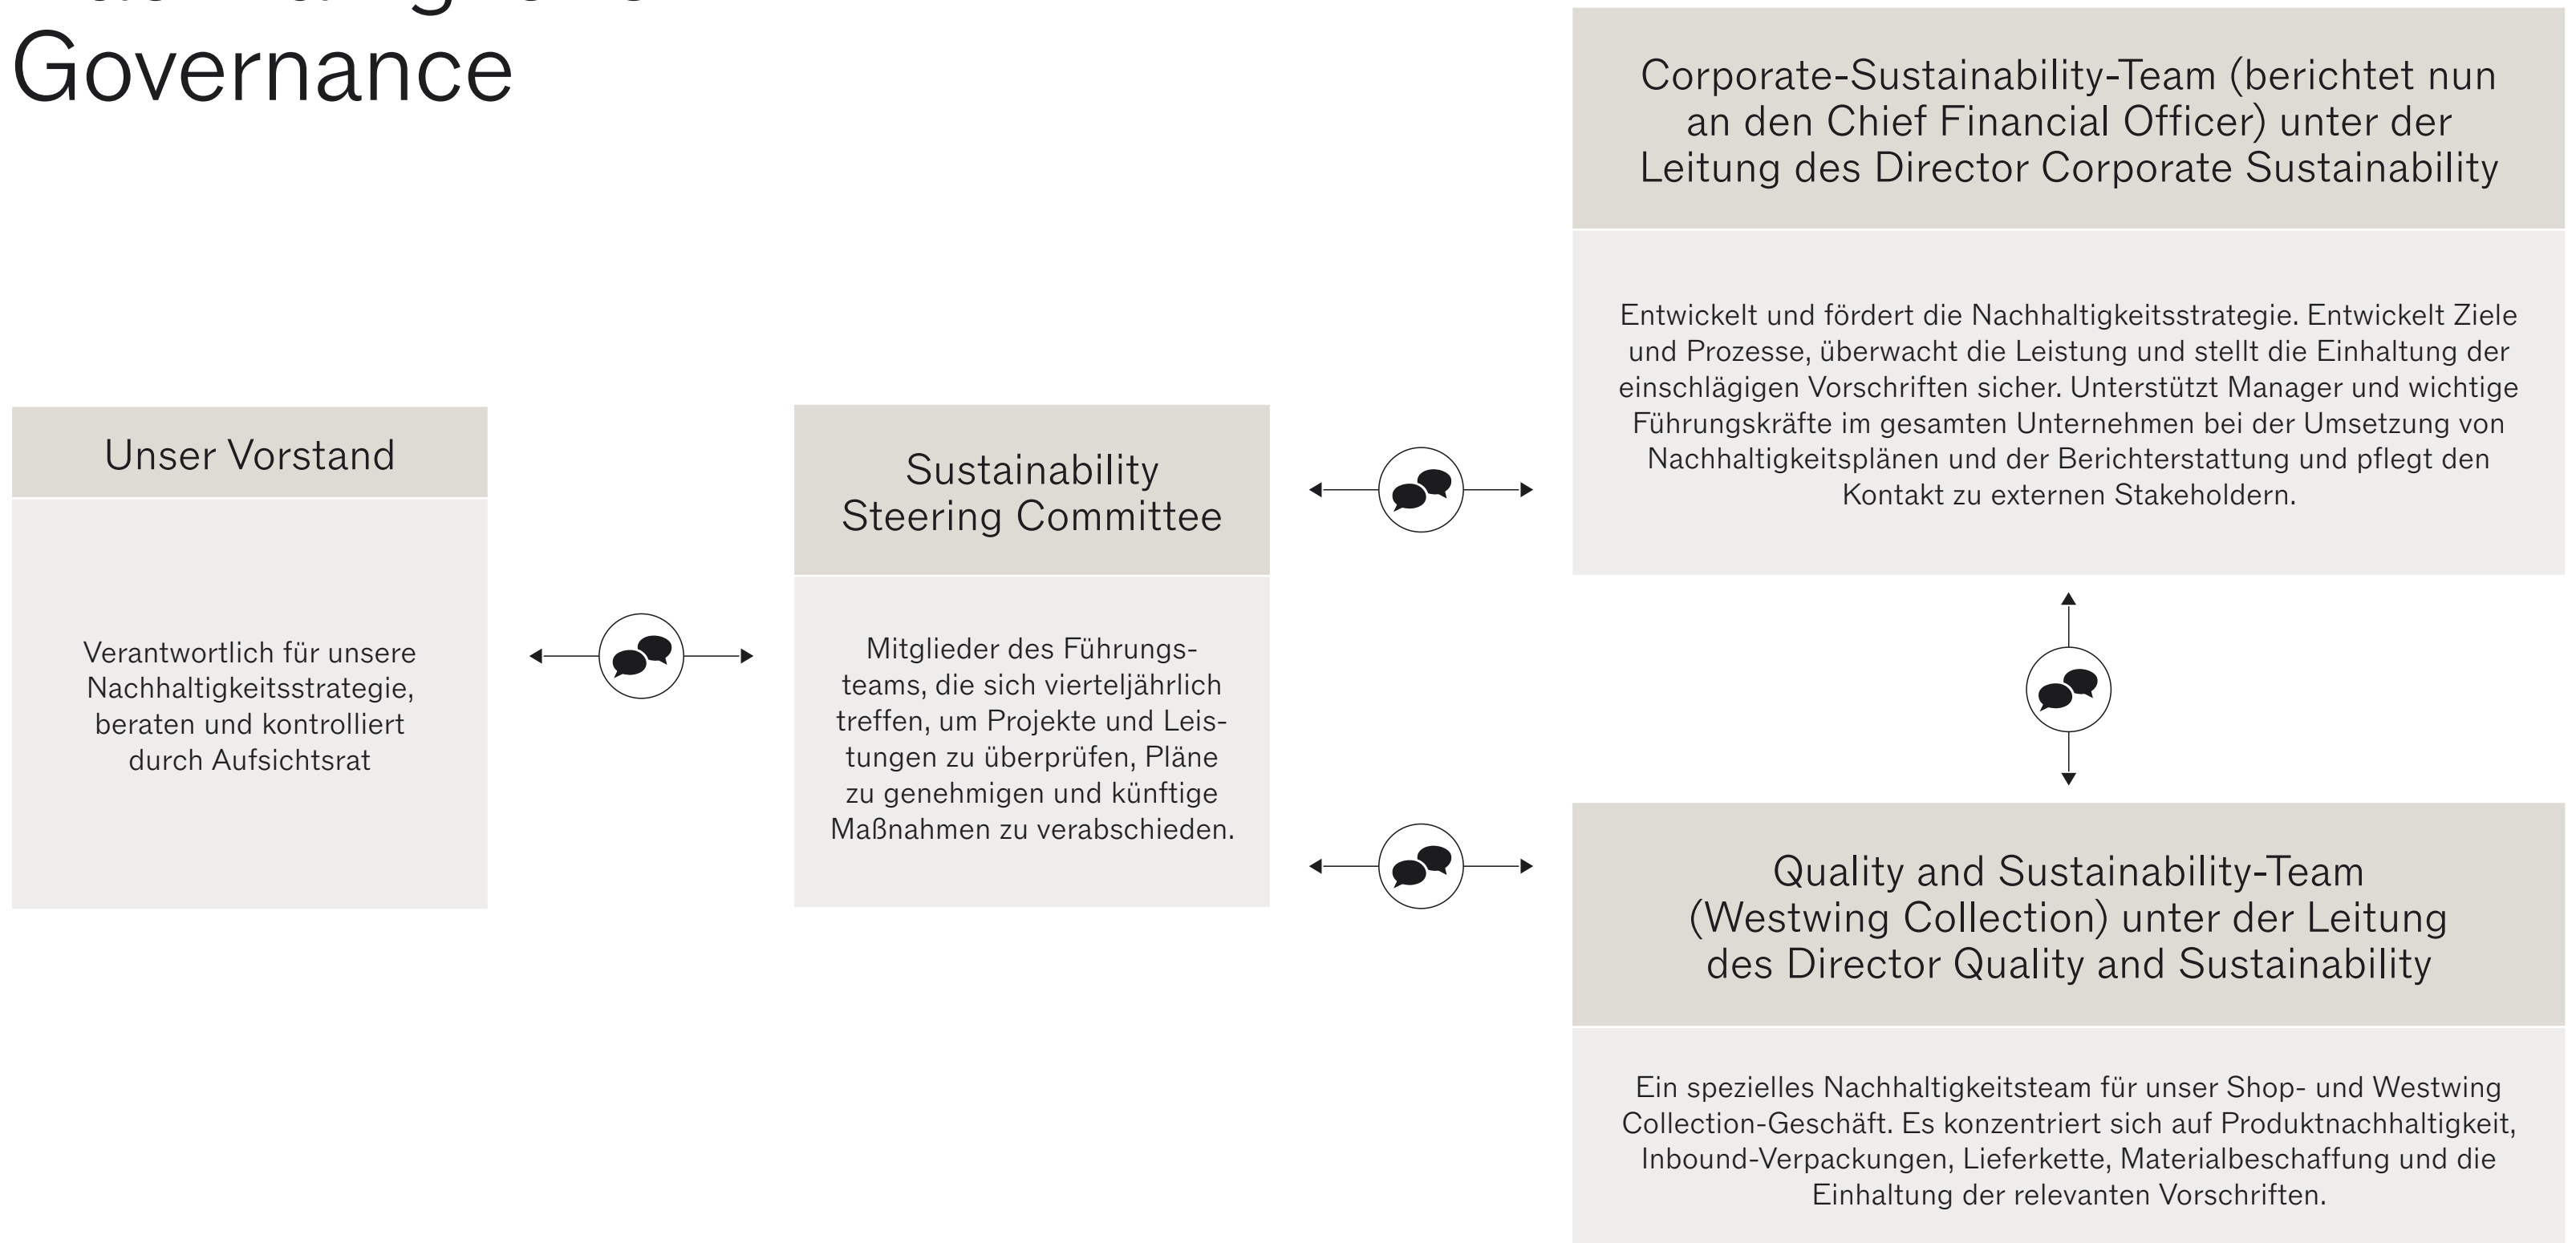 Governance
Unser Vorstand
Verantwortlich für unsere
Nachhaltigkeitsstrategie,
beraten und kontrolliert
durch Aufsichtsrat
Sustainability
Steering Committee
Mitglieder des Führungs-
teams, die sich vierteljährlich
treffen, um Projekte und Leis-
tungen zu überprüfen, Pläne
zu genehmigen und künftige
Maßnahmen zu verabschieden.
Corporate-Sustainability-Team (berichtet nun
an den Chief Financial Officer) unter der
Leitung des Director Corporate Sustainability
Entwickelt und fördert die Nachhaltigkeitsstrategie. Entwickelt Ziele
und Prozesse, überwacht die Leistung und stellt die Einhaltung der
einschlägigen Vorschriften sicher. Unterstützt Manager und wichtige
Führungskräfte im gesamten Unternehmen bei der Umsetzung von
Nachhaltigkeitsplänen und der Berichterstattung und pflegt den
Kontakt zu externen Stakeholdern.
Quality and Sustainability-Team
(Westwing Collection) unter der Leitung
des Director Quality and Sustainability
Ein spezielles Nachhaltigkeitsteam für unser Shop- und Westwing
Collection-Geschäft. Es konzentriert sich auf Produktnachhaltigkeit,
Inbound-Verpackungen, Lieferkette, Materialbeschaffung und die
Einhaltung der relevanten Vorschriften.